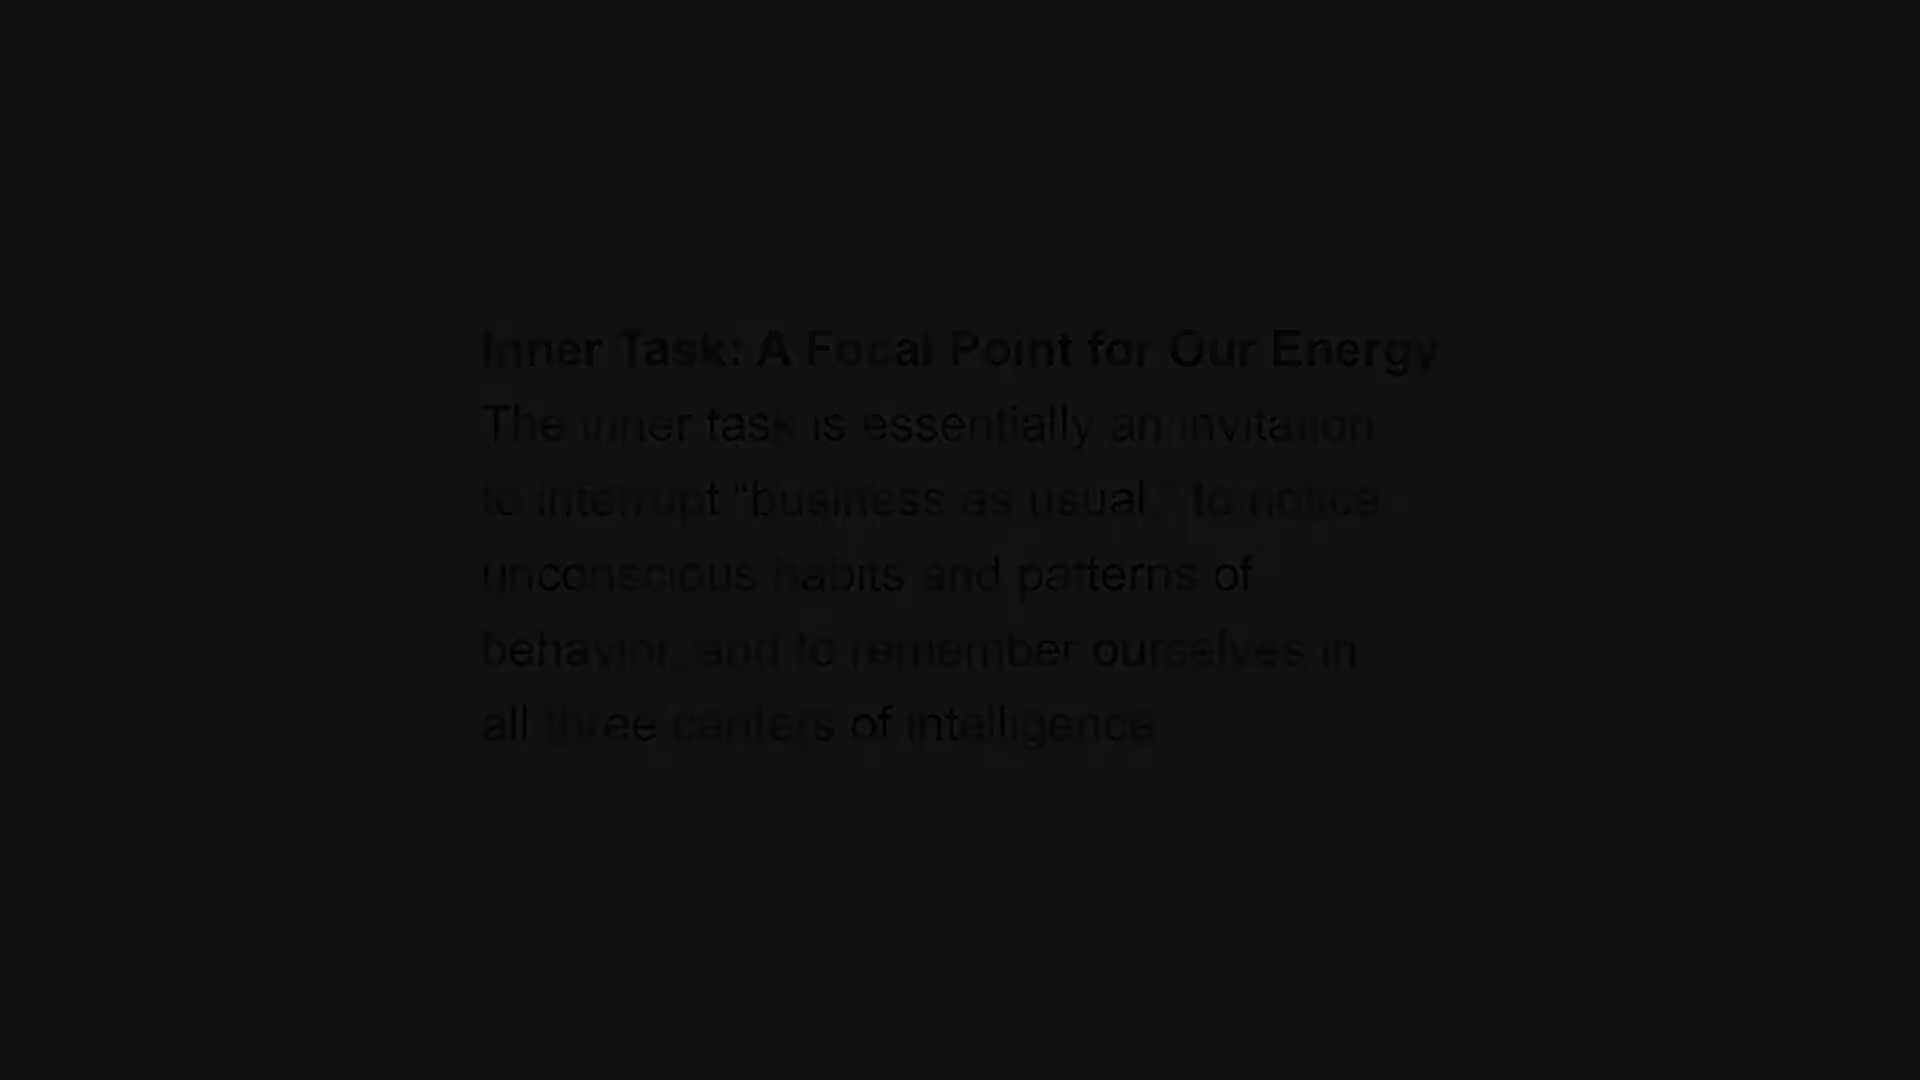 Inner Task: A Focal Point for Our Energy
The inner task is essentially an invitation
to interrupt “business as usual,” to notice
unconscious habits and patterns of
behavior, and to remember ourselves in
all three centers of intelligence